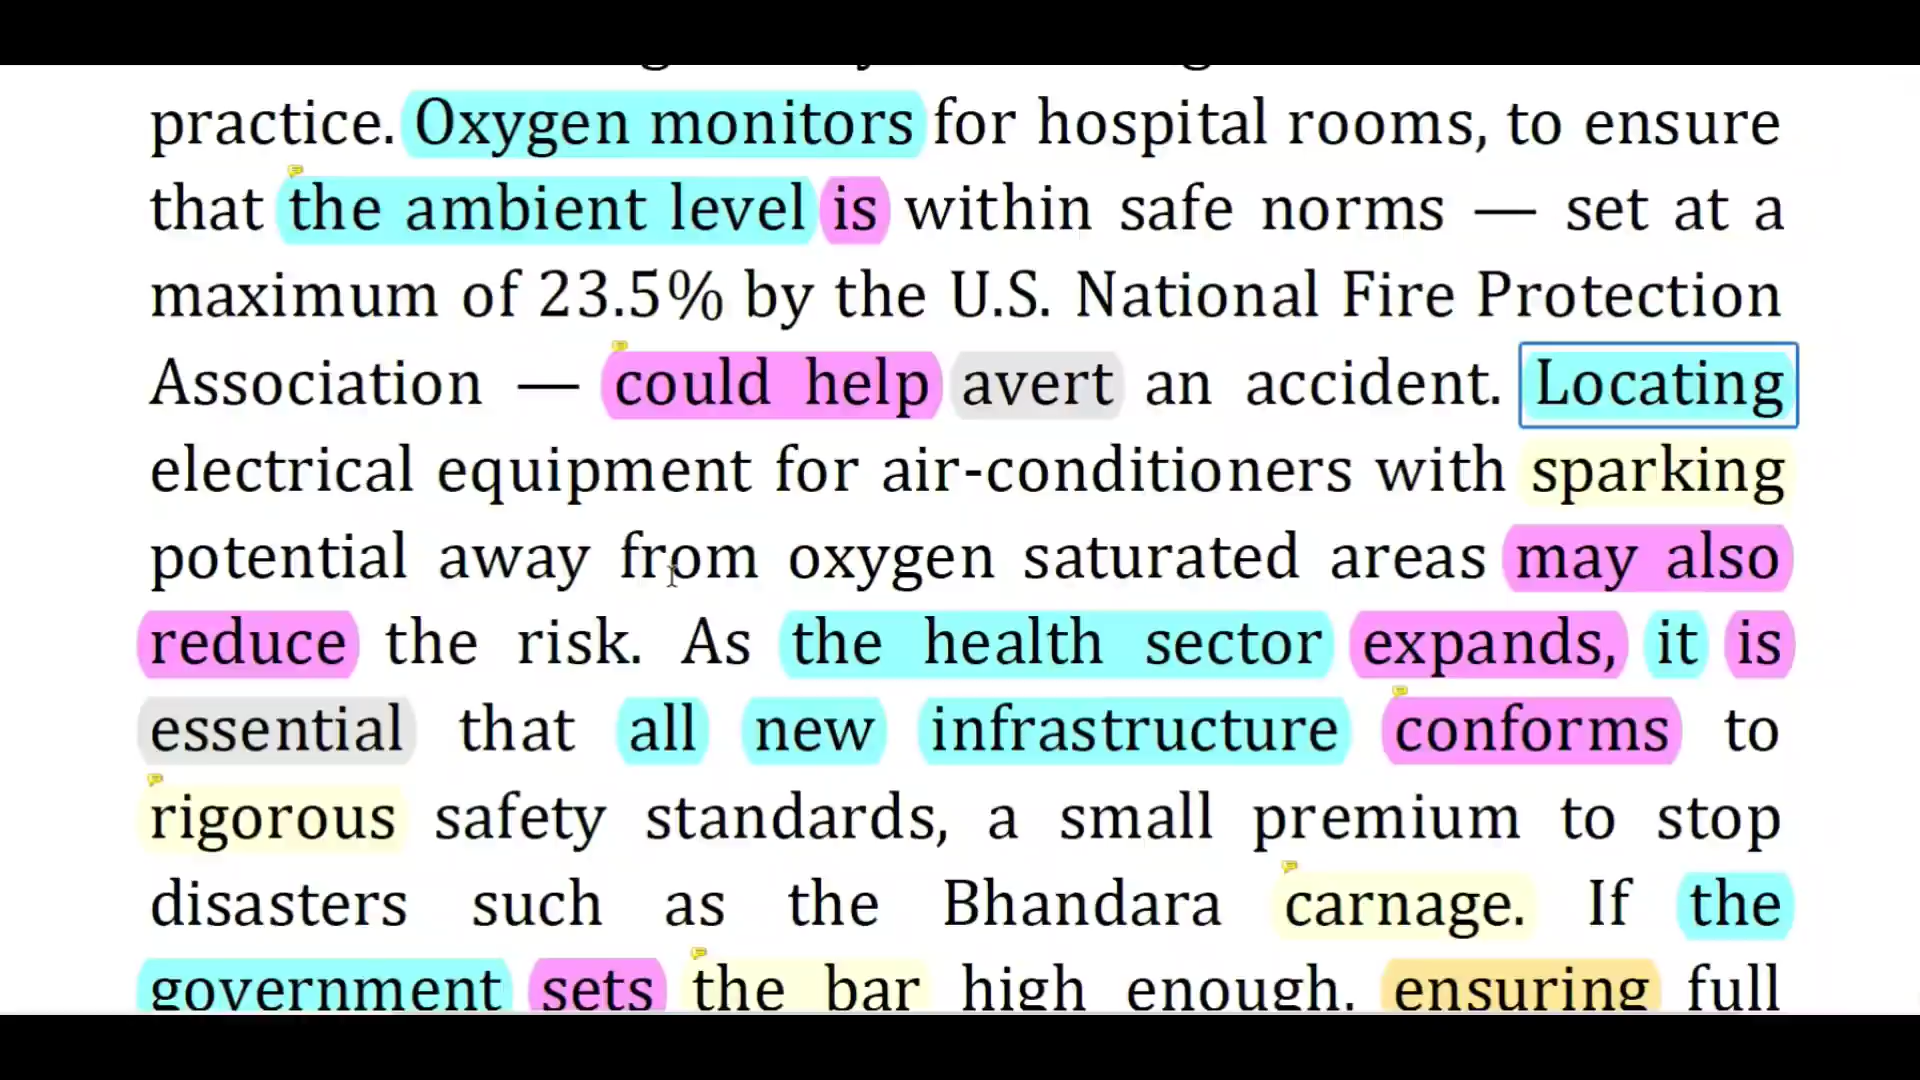 practice. Oxygen monitors for hospital rooms, to ensure
that the ambient level is within safe norms — set at a
maximum of 23.5% by the U.S. National Fire Protection
Association — could help avert an accident. Locating
electrical equipment for air-conditioners with sparking
potential away from oxygen saturated areas may also
reduce the risk. As the health sector expands, it is
essential that all new infrastructure conforms to
rigorous safety standards, a small premium to stop
disasters such as the Bhandara carnage. If the
government sets the bar high enough, ensuring full